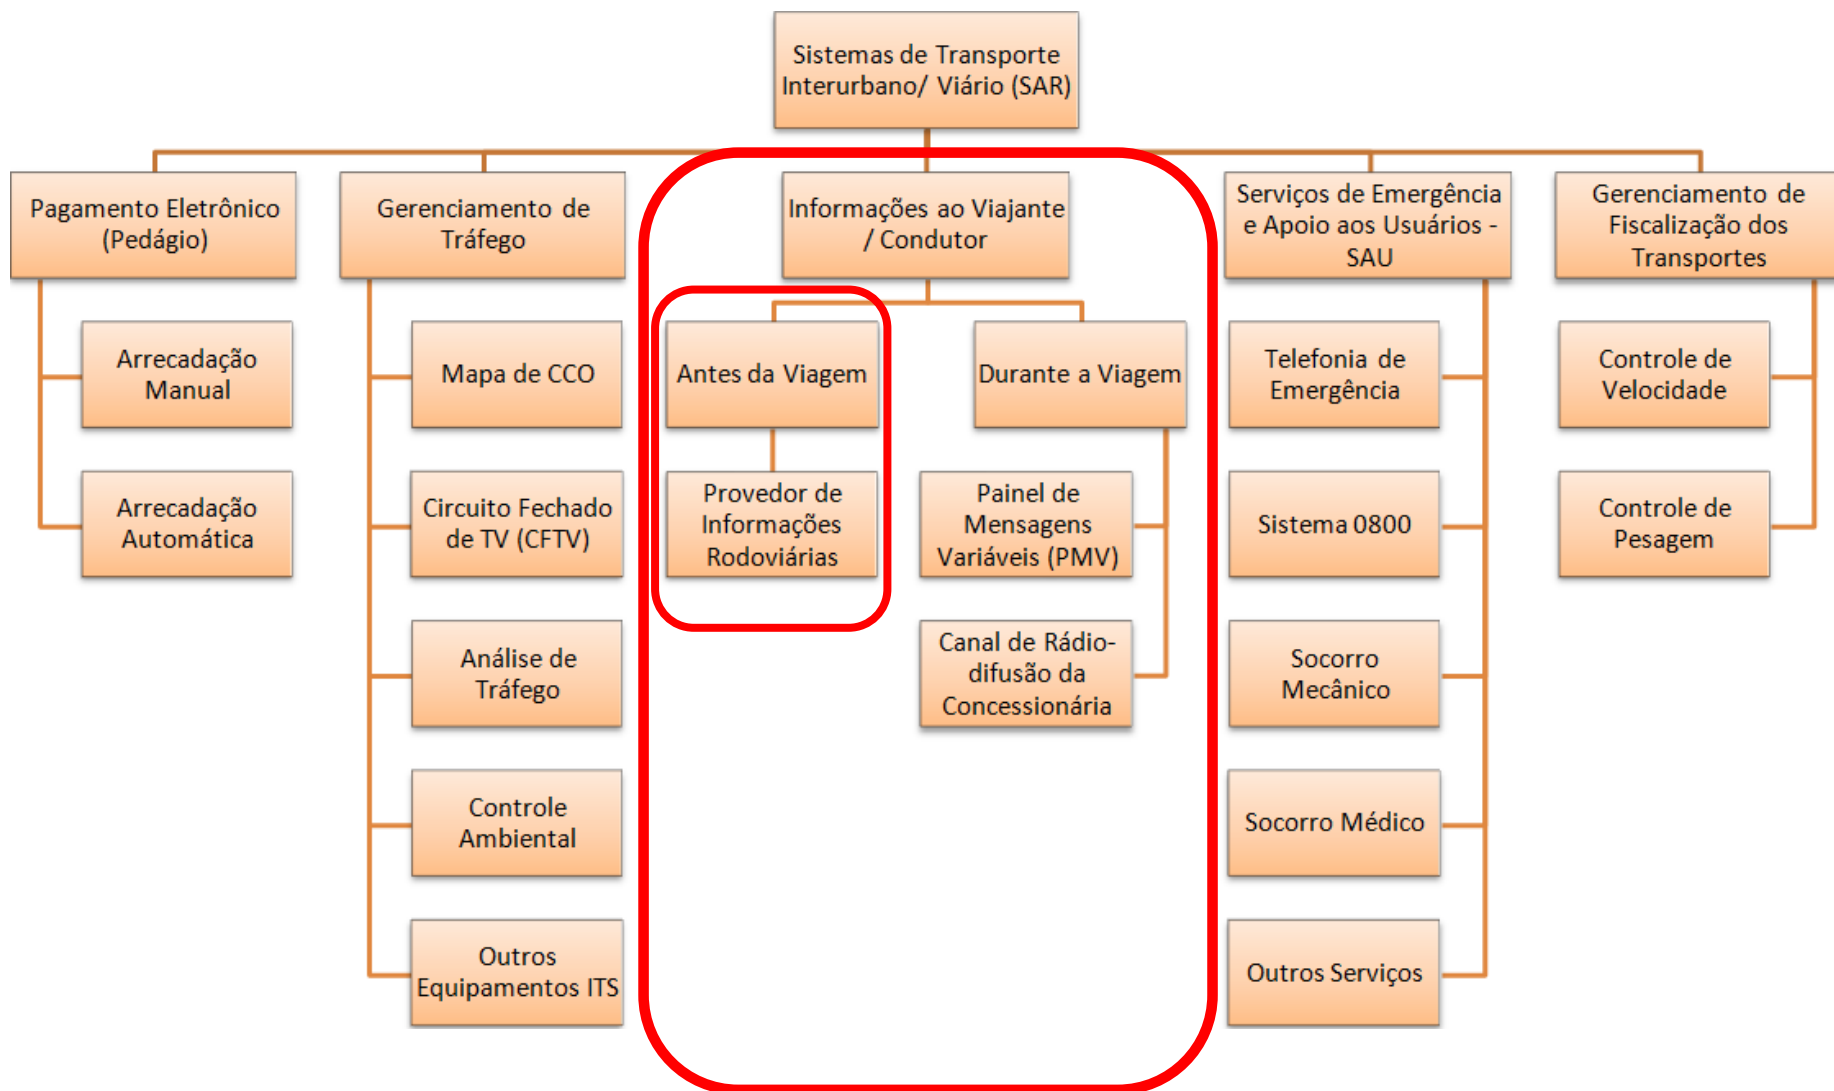 Sistemas de Transporte
Interurbano/ Viário (SAR)
Pagamento Eletrônico
(Pedágio)
Arrecadação
Manual
Arrecadação
Automática
Gerenciamento de
Tráfego
Mapa de CCO
Circuito Fechado
de TV (CFTV)
Análise de
Tráfego
Controle
Ambiental
Outros
Equipamentos ITS
Informações ao Viajante
/ Condutor
Antes da Viagem
Provedor de
Informações
Rodoviárias
Durante a Viagem
Painel de
Mensagens
Variáveis (PMV)
Canal de Rádio-
difusão da
Concessionária
Serviços de Emergência
e Apoio aos Usuários -
SAU
Telefonia de
Emergência
Sistema 0800
Socorro
Mecânico
Socorro Médico
Outros Serviços
Gerenciamento de
Fiscalização dos
Transportes
Controle de
Velocidade
Controle de
Pesagem